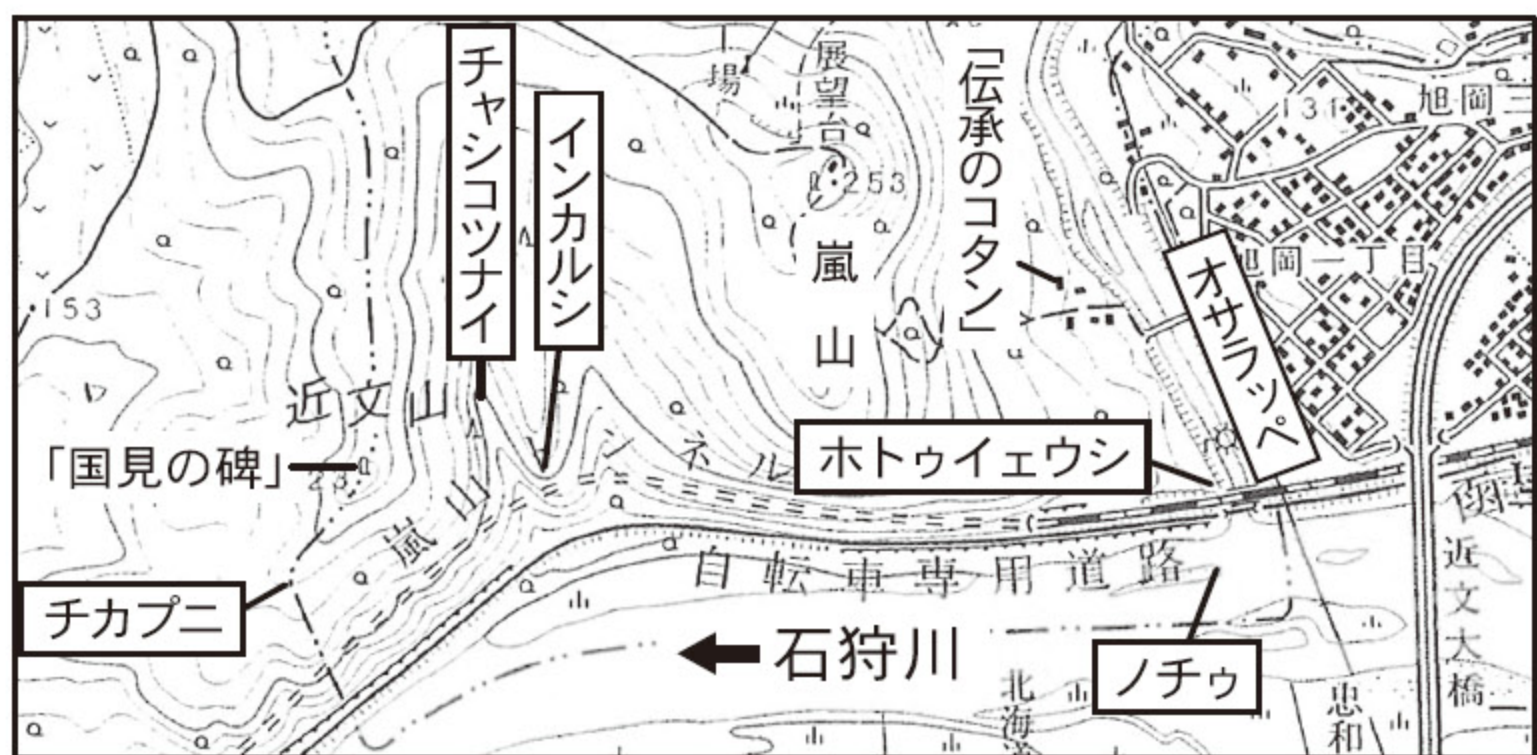 チャシコツナイ
インカルシ
展望台
場
「伝承のコタン」
旭岡三
131
253
嵐山
旭岡一丁目
オサラッペ
153
近文山
「国見の碑」
ホトゥイェウシ
嵐山トンネル
自転車専用道路
チカプニ
石狩川
ノチゥ
近文大橋
北海道
忠和